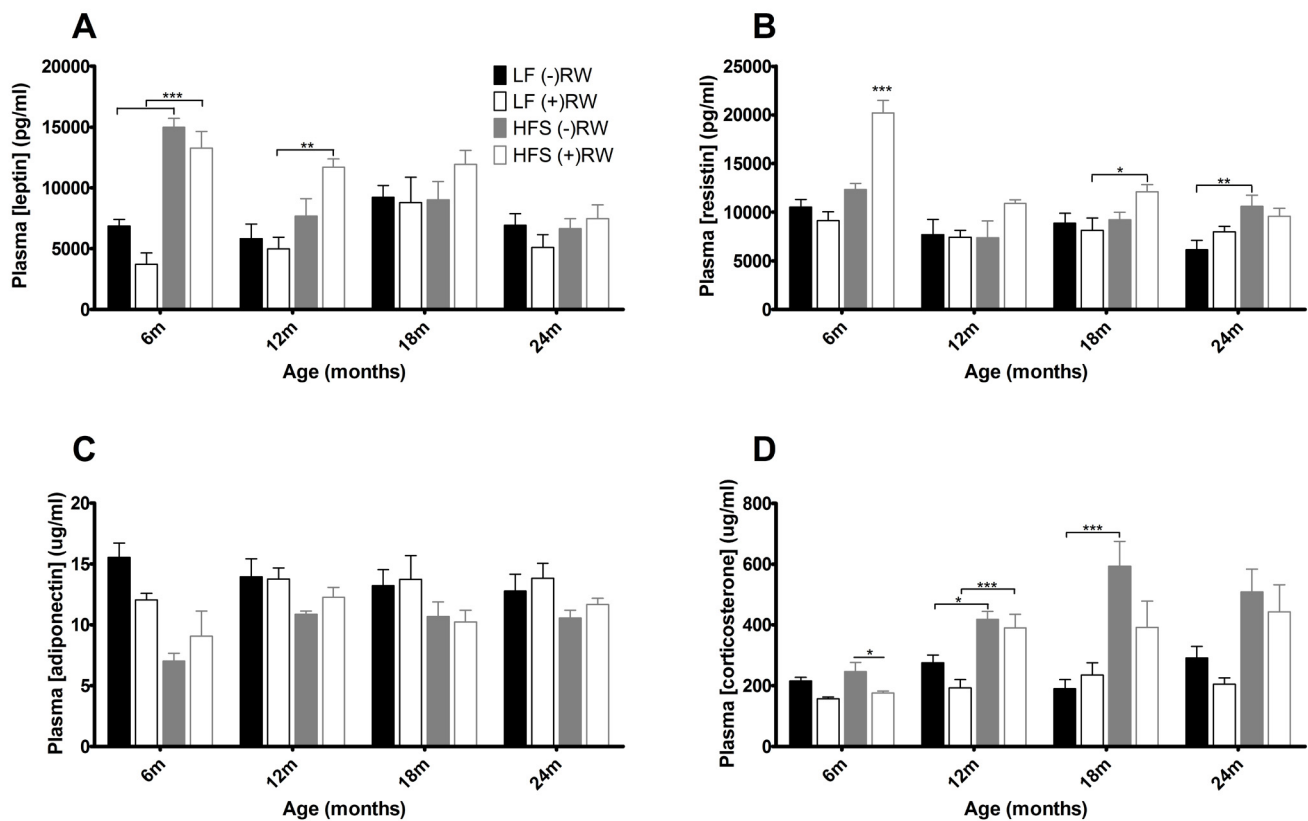 A
Plasma [leptin] (pg/ml)
20000
15000
10000
5000
0
***
**
LF (-)RW
LF (+)RW
HFS (-)RW
HFS (+)RW
6m
12m
18m
24m
Age (months)
B
Plasma [resistin] (pg/ml)
25000
20000
15000
10000
5000
0
***
*
**
6m
12m
18m
24m
Age (months)
C
Plasma [adiponectin] (ug/ml)
20
15
10
5
0
6m
12m
18m
24m
Age (months)
D
Plasma [corticosterone] (ug/ml)
800
600
400
200
0
*
*
***
***
6m
12m
18m
24m
Age (months)